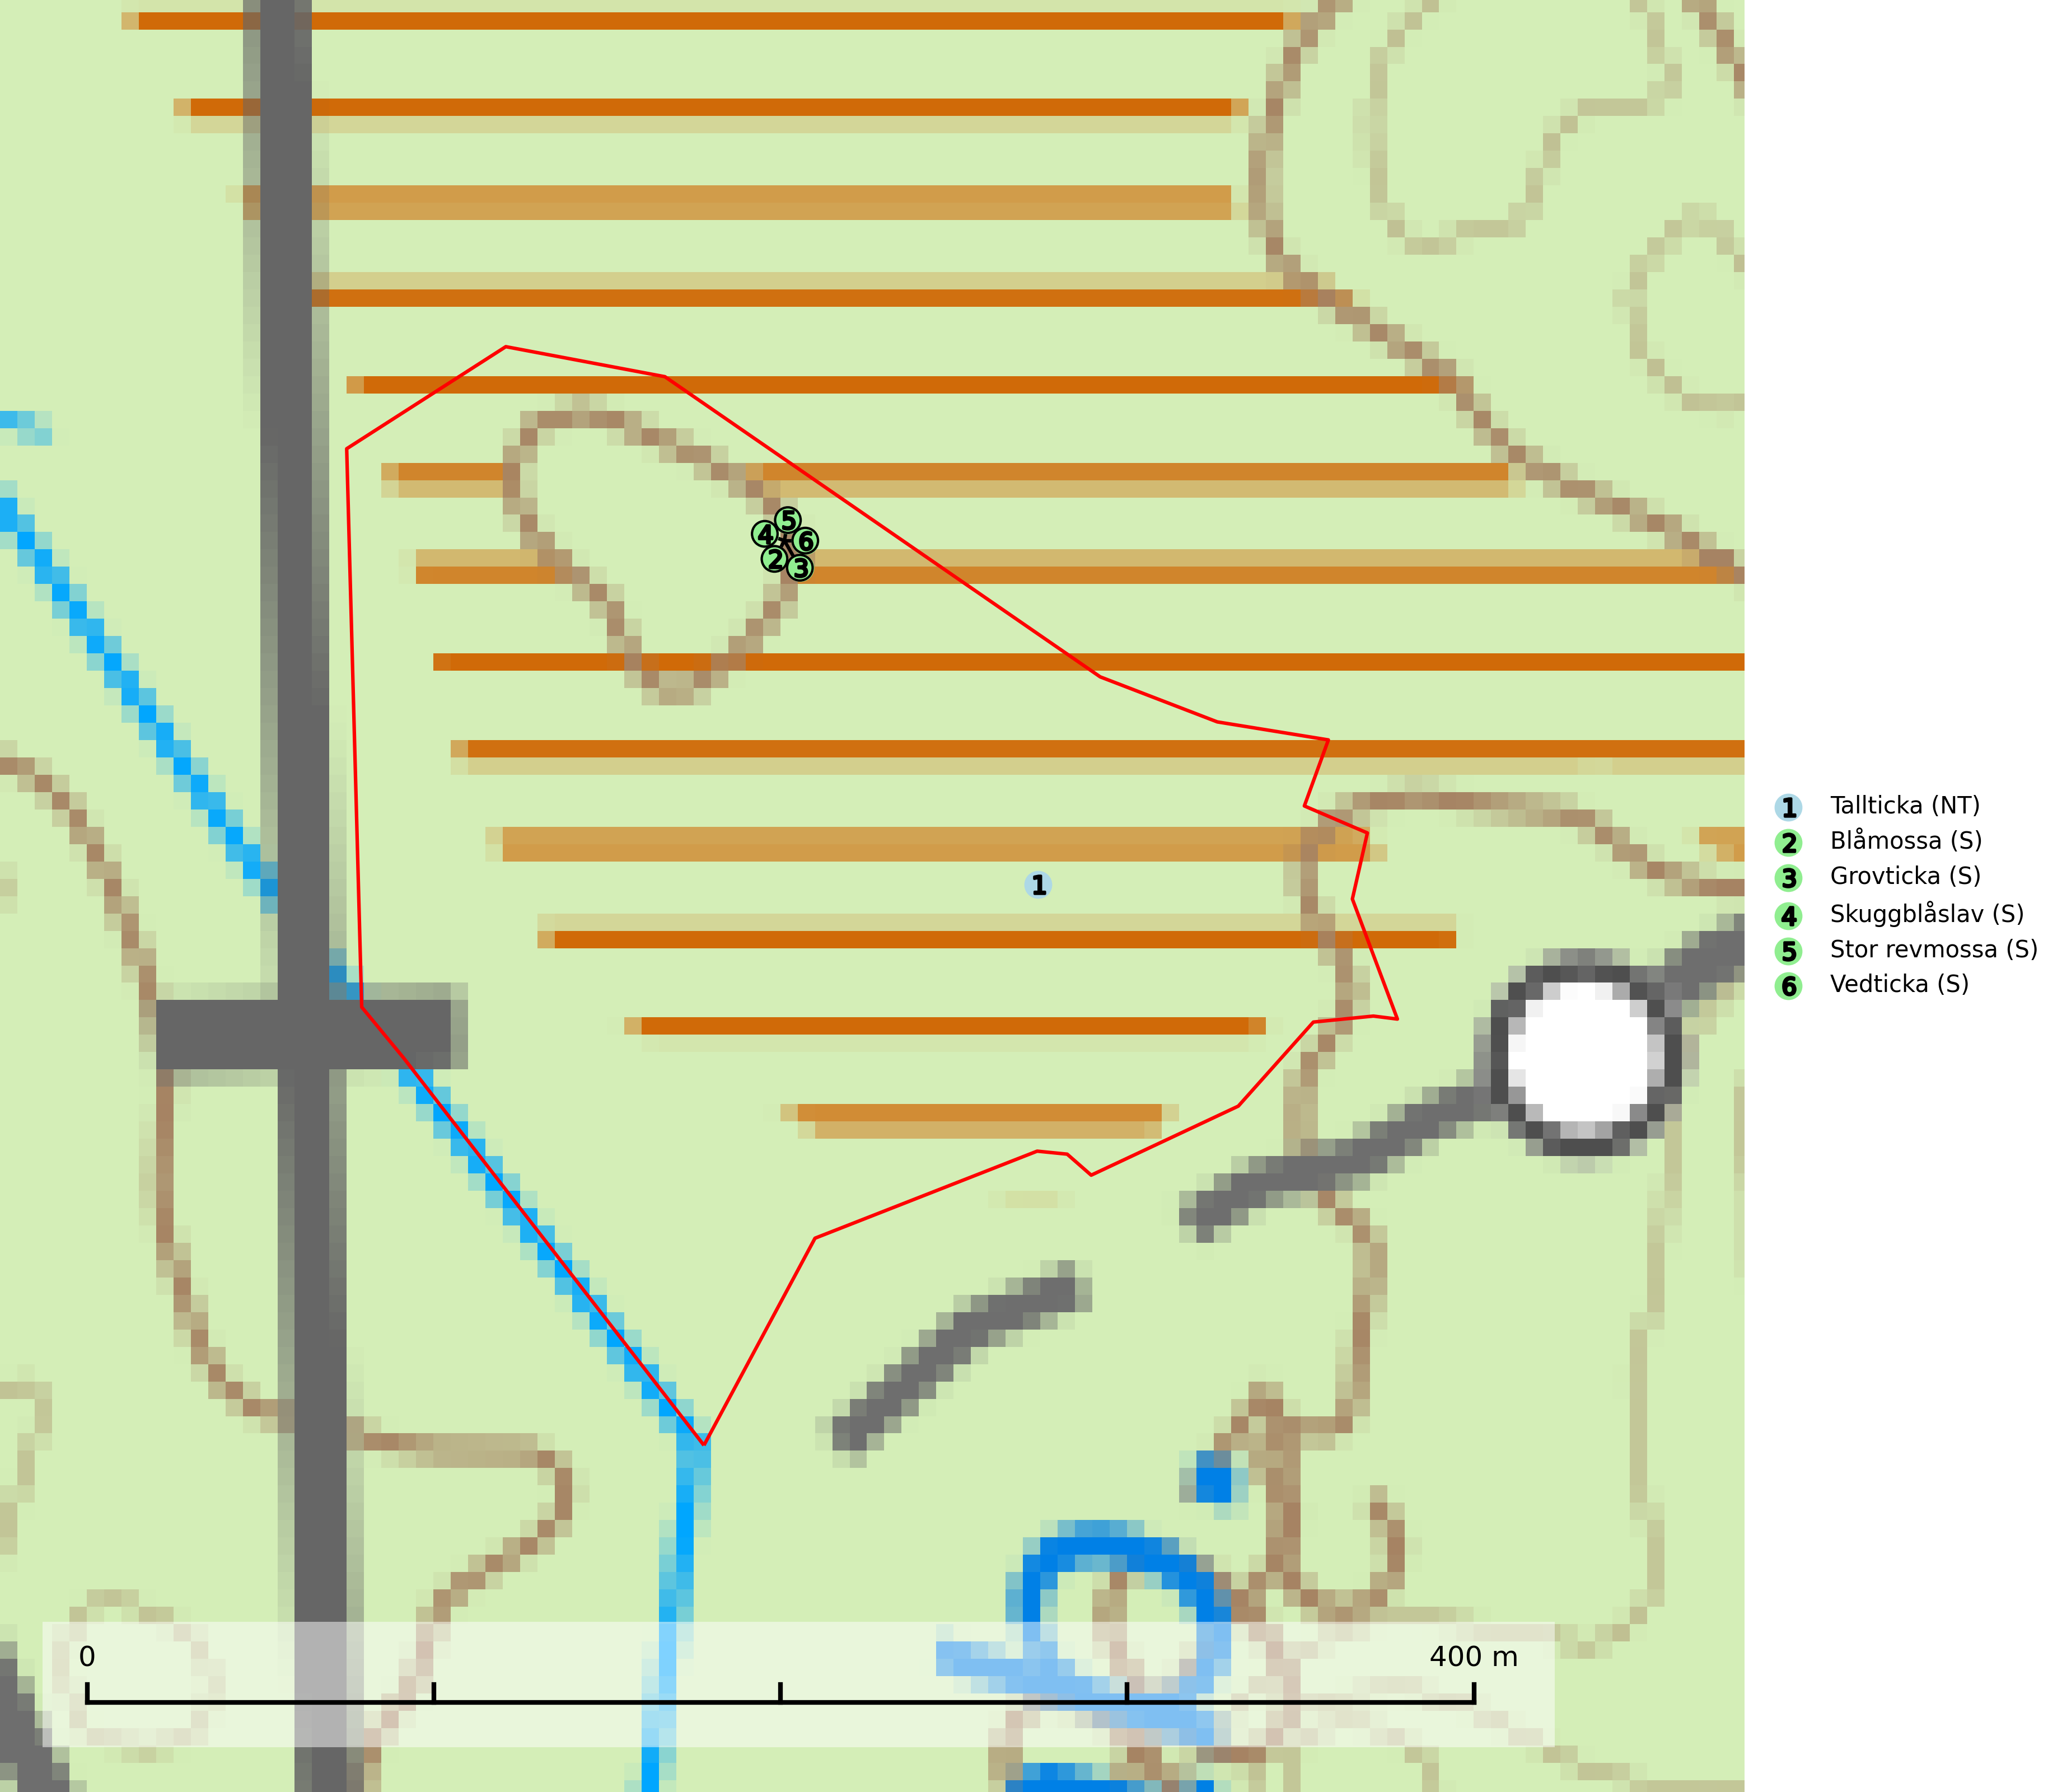 5
4
6
2
3
1
1 Tallticka (NT)
2 Blåmossa (S)
3 Grovticka (S)
4 Skuggblåslav (S)
5 Stor revmossa (S)
6 Vedticka (S)
0 400 m